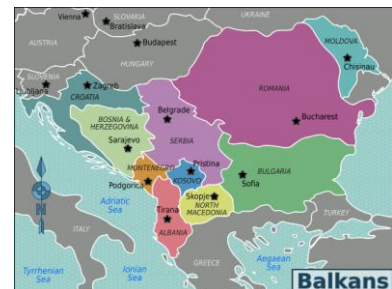 Vienna
Bratislava
SLOVAKIA
UKRAINE
AUSTRIA
Budapest
HUNGARY
MOLDOVA
Chisinau
SLOVENIA
Ljubljana
Zagreb
CROATIA
ROMANIA
BOSNIA &
HERZEGOVINA
Belgrade
Bucharest
Sarajevo
SERBIA
MONTENEGRO
Pristina
BULGARIA
Podgorica
KOSOVO
Sofia
N
Adriatic
Sea
Skopje
NORTH
MACEDONIA
Tirana
ITALY
ALBANIA
TURKEY
GREECE
Aegaean
Sea
Tyrrhenian
Sea
Ionian
Sea
Balkans